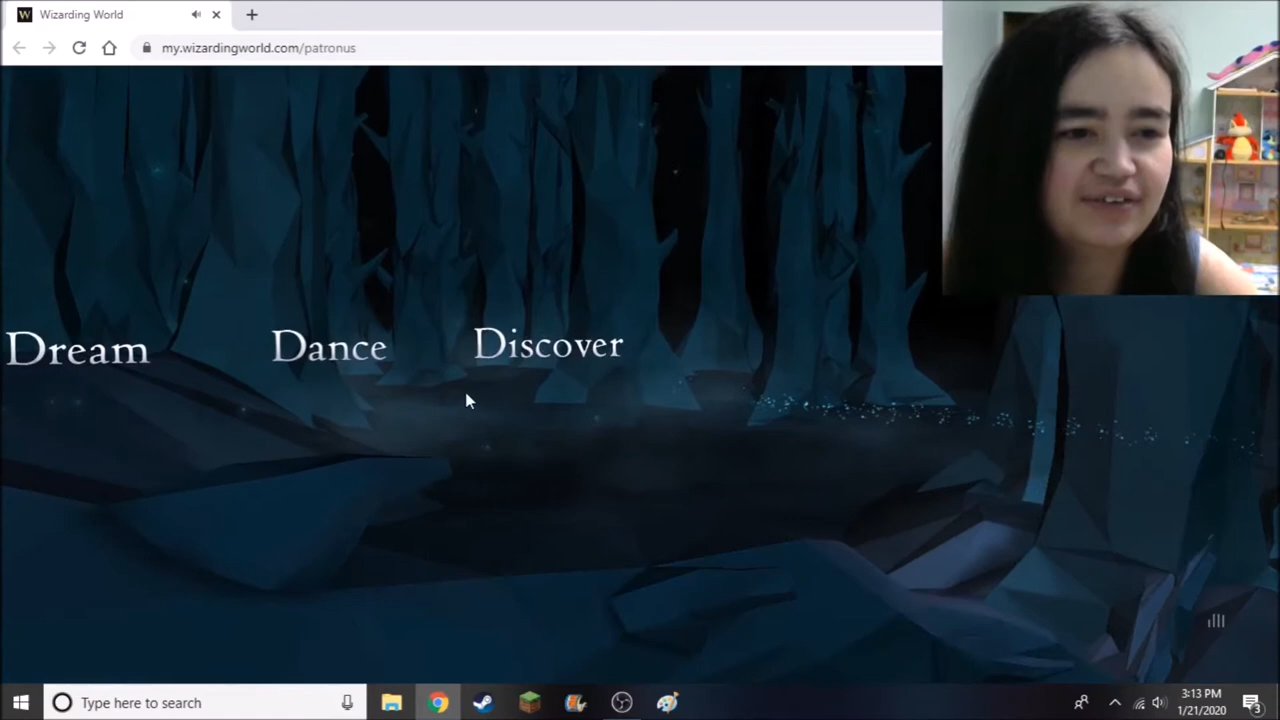 Wizarding World
my.wizardingworld.com/patronus
Dream Dance Discover
Type here to search
3:13 PM
1/21/2020
3